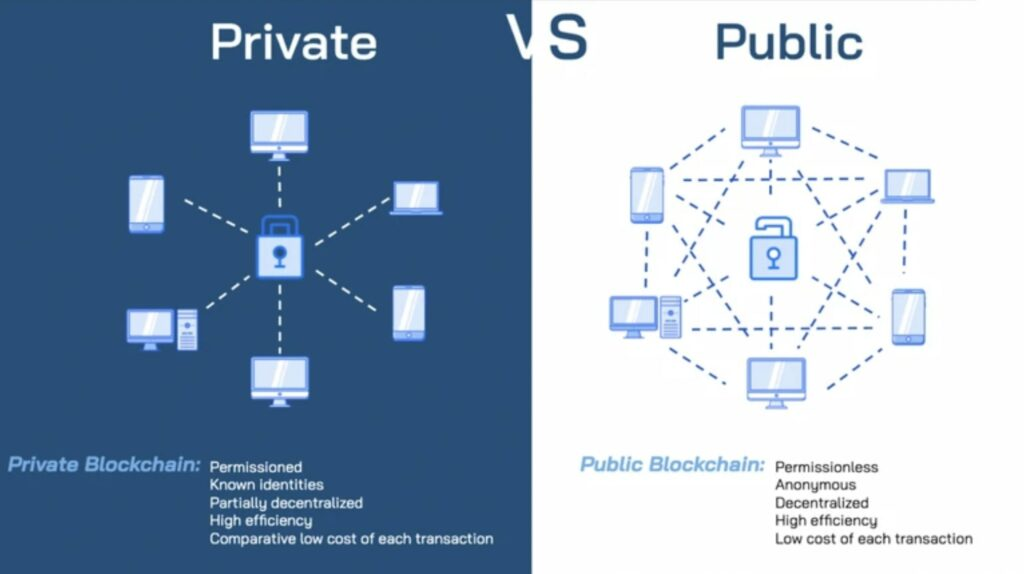 Private VS Public
Private Blockchain: Permissioned
Known identities
Partially decentralized
High efficiency
Comparative low cost of each transaction
Public Blockchain: Permissionless
Anonymous
Decentralized
High efficiency
Low cost of each transaction